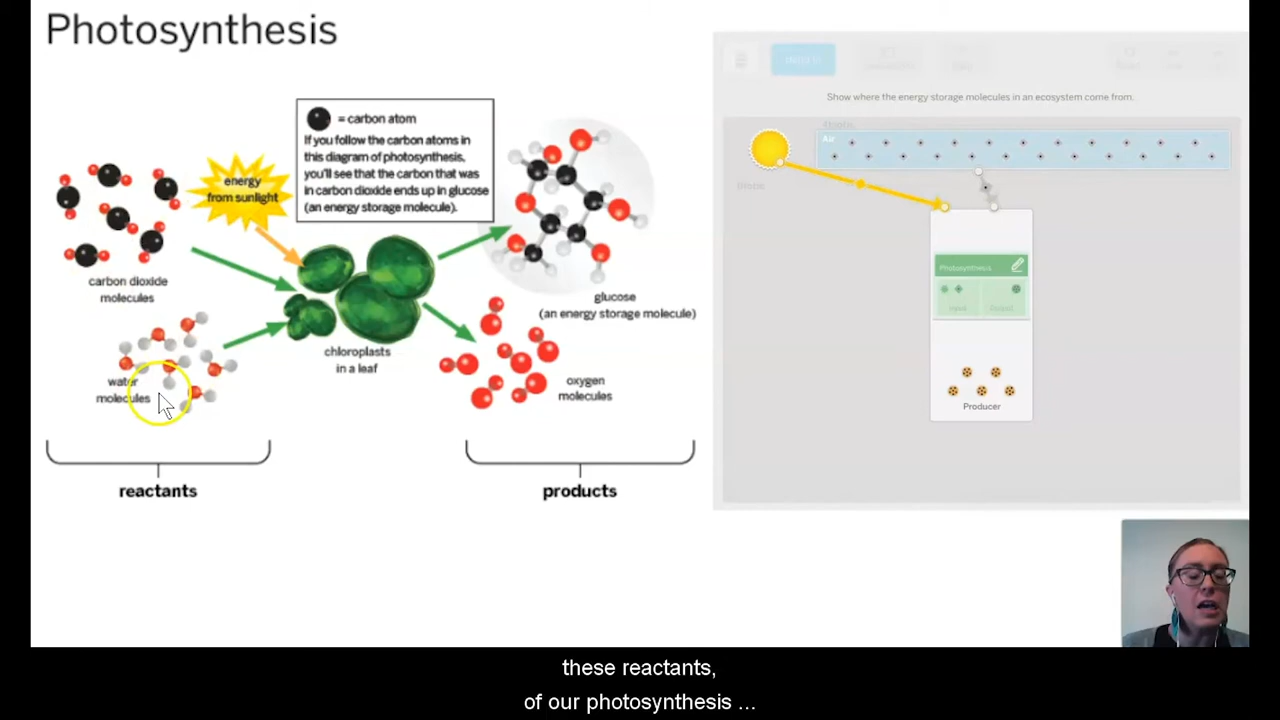 Photosynthesis
= carbon atom
If you follow the carbon atoms in
this diagram of photosynthesis,
you'll see that the carbon that was
in carbon dioxide ends up in glucose
(an energy storage molecule).
energy
from sunlight
carbon dioxide
molecules
water
molecules
chloroplasts
in a leaf
glucose
(an energy storage molecule)
oxygen
molecules
reactants
products
Show where the energy storage molecules in an ecosystem come from.
Air
Photosynthesis
Input
Output
Producer
these reactants,
of our photosynthesis ...